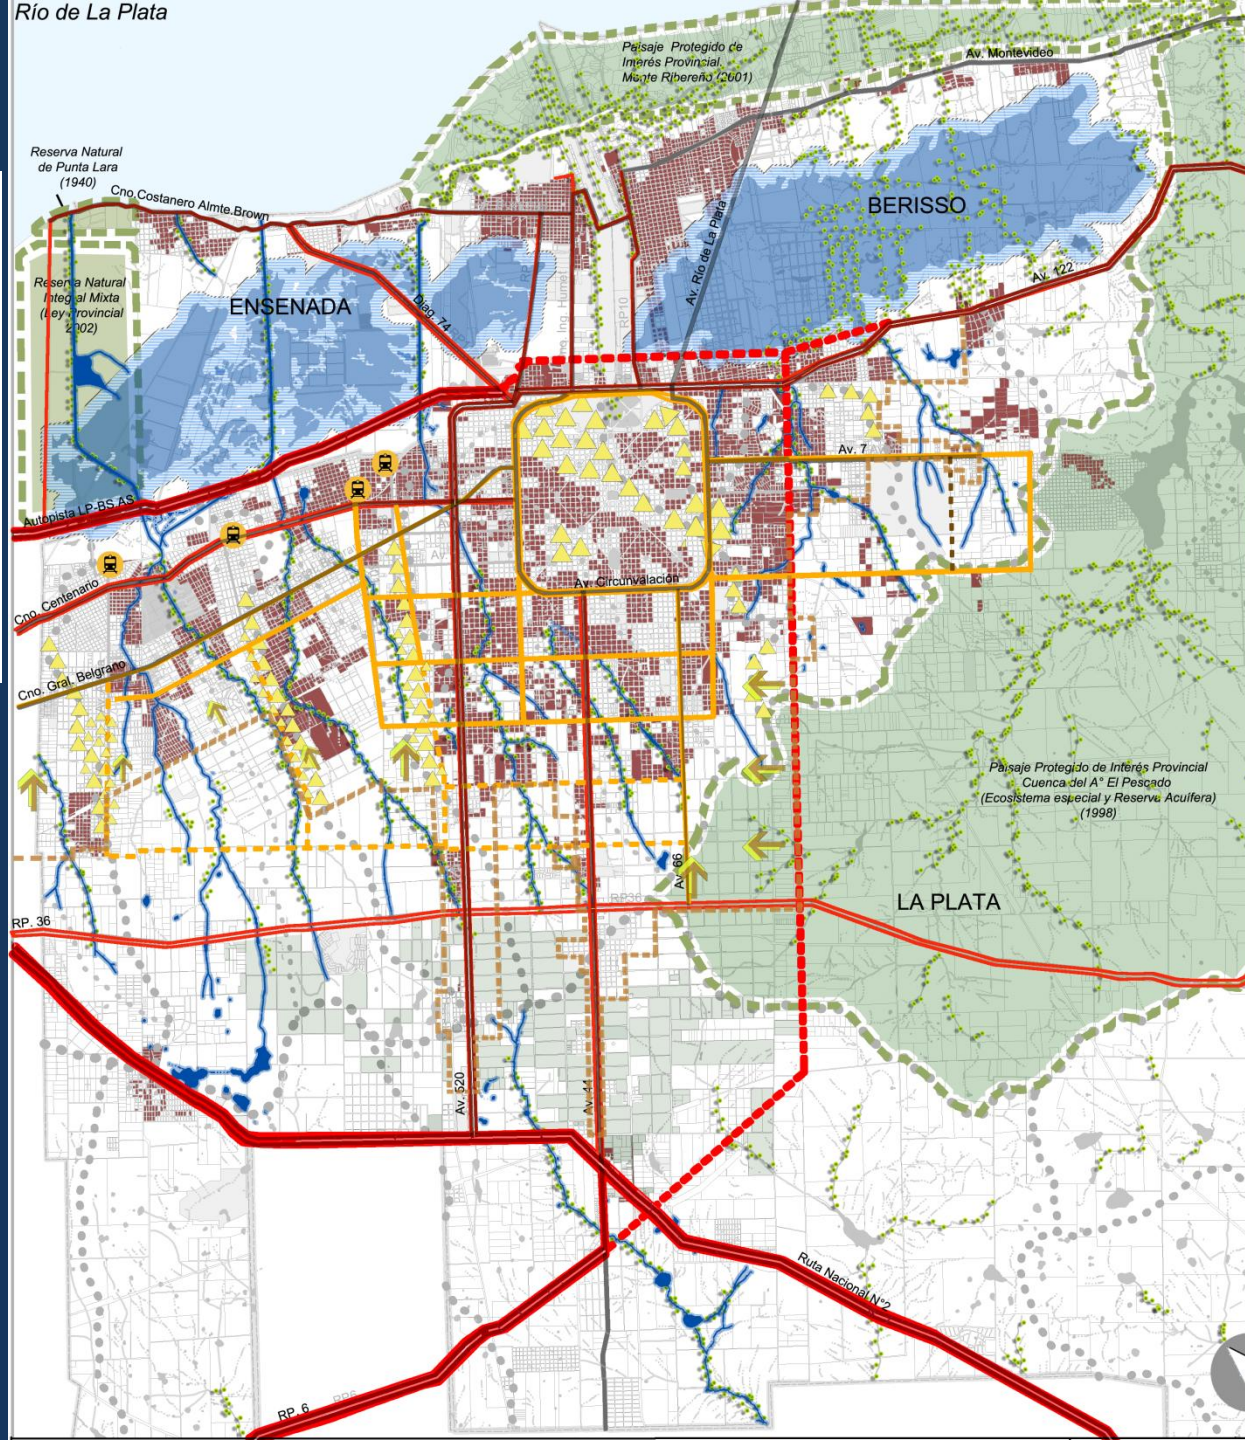 Río de La Plata
Paisaje Protegido de
Interés Provincial.
Monte Ribereño (2001)
Av. Montevideo
Reserva Natural
de Punta Lara
(1940)
Cno.Costanero Almte.Brown
BERISSO
Av. Río de La Plata
Av. 122
Reserva Natural
Integral Mixta
(Ley Provincial
2002)
ENSENADA
Diag. 74
RP10
Av. 7
Autopista LP-BS.AS.
Cno. Centenario
Av. Circunvalación
Cno. Gral. Belgrano
Paisaje Protegido de Interés Provincial
Cuenca del A° El Pescado
(Ecosistema especial y Reserva Acuífera)
(1998)
Av. 66
RP36
LA PLATA
RP. 36
Av. 520
Av. 44
Ruta Nacional N°2
RP6
RP. 6